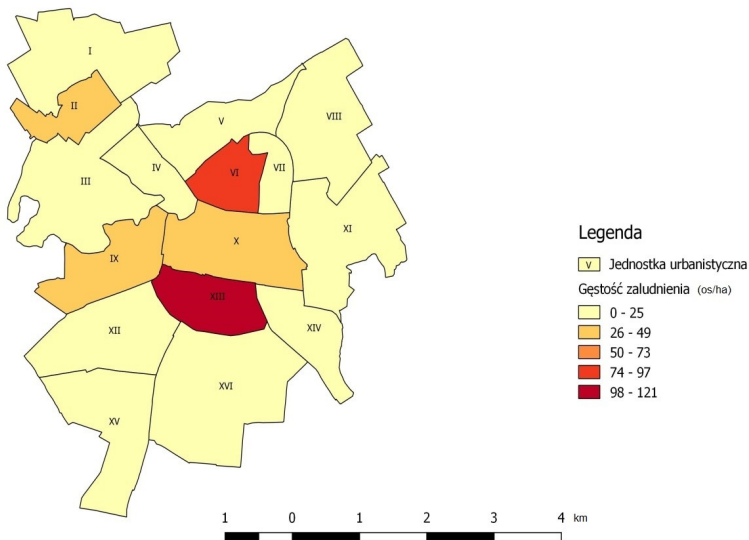 I
II
V
VIII
III
IV
VI
VII
XI
IX
X
XIII
XII
XIV
XVI
XV
Legenda
V Jednostka urbanistyczna
Gęstość zaludnienia (os/ha)
0 - 25
26 - 49
50 - 73
74 - 97
98 - 121
1 0 1 2 3 4 km